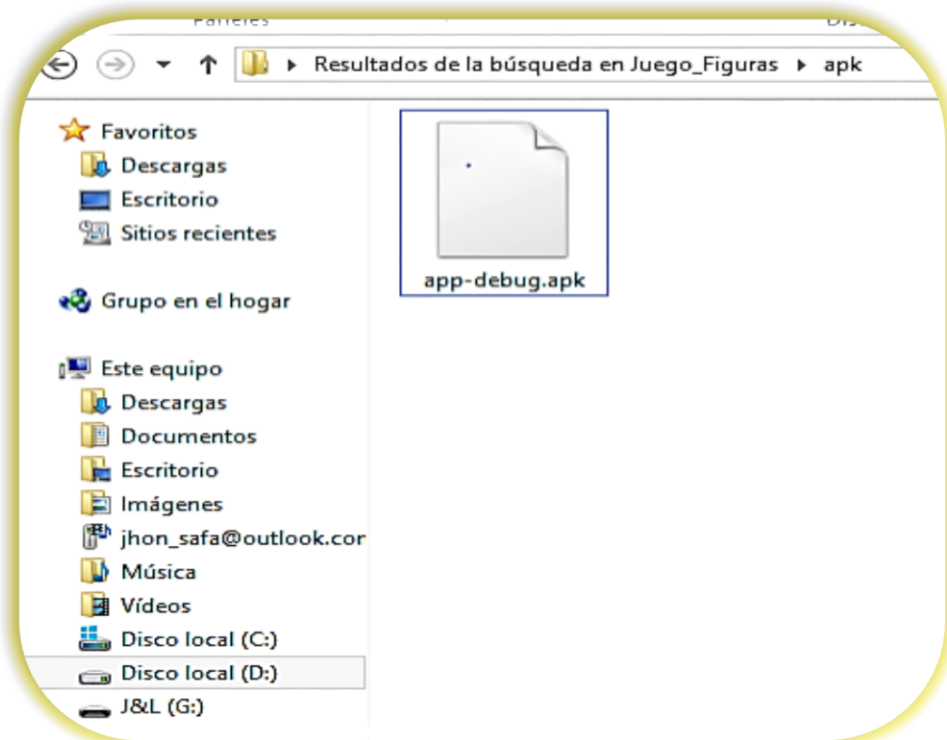 Paneles
Resultados de la búsqueda en Juego_Figuras ▸ apk
Favoritos
Descargas
Escritorio
Sitios recientes
Grupo en el hogar
Este equipo
Descargas
Documentos
Escritorio
Imágenes
jhon_safa@outlook.cor
Música
Vídeos
Disco local (C:)
Disco local (D:)
J&L (G:)
app-debug.apk